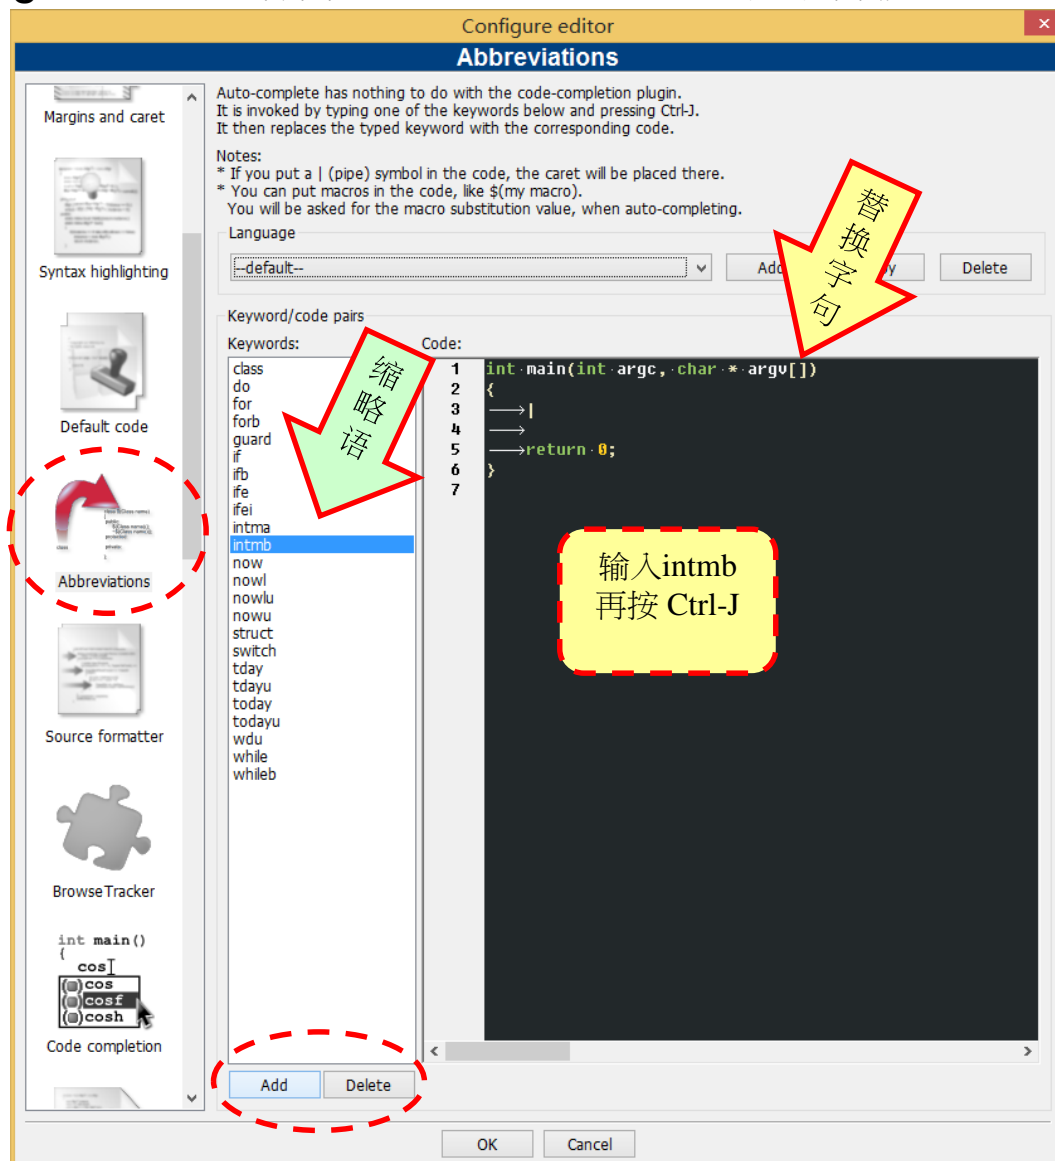 Configure editor
Abbreviations
Margins and caret
Syntax highlighting
Default code
Abbreviations
Source formatter
BrowseTracker
int main()
{
cos
(◎)cos
(◎)cosf
(◎)cosh
Code completion
Auto-complete has nothing to do with the code-completion plugin.
It is invoked by typing one of the keywords below and pressing Ctrl-J.
It then replaces the typed keyword with the corresponding code.
Notes:
* If you put a | (pipe) symbol in the code, the caret will be placed there.
* You can put macros in the code, like $(my macro).
You will be asked for the macro substitution value, when auto-completing.
Language
--default--
Delete
替换字句
Keyword/code pairs
Keywords:
Code:
缩略语
class
do
for
forb
guard
if
ifb
ife
ifei
intma
intmb
now
nowl
nowlu
nowu
struct
switch
tday
tdayu
today
todayu
wdu
while
whileb
1 int main(int argc, char * argv[])
2 {
3 |
4
5 return 0;
6 }
7
输入intmb
再按 Ctrl-J
Add Delete
OK Cancel